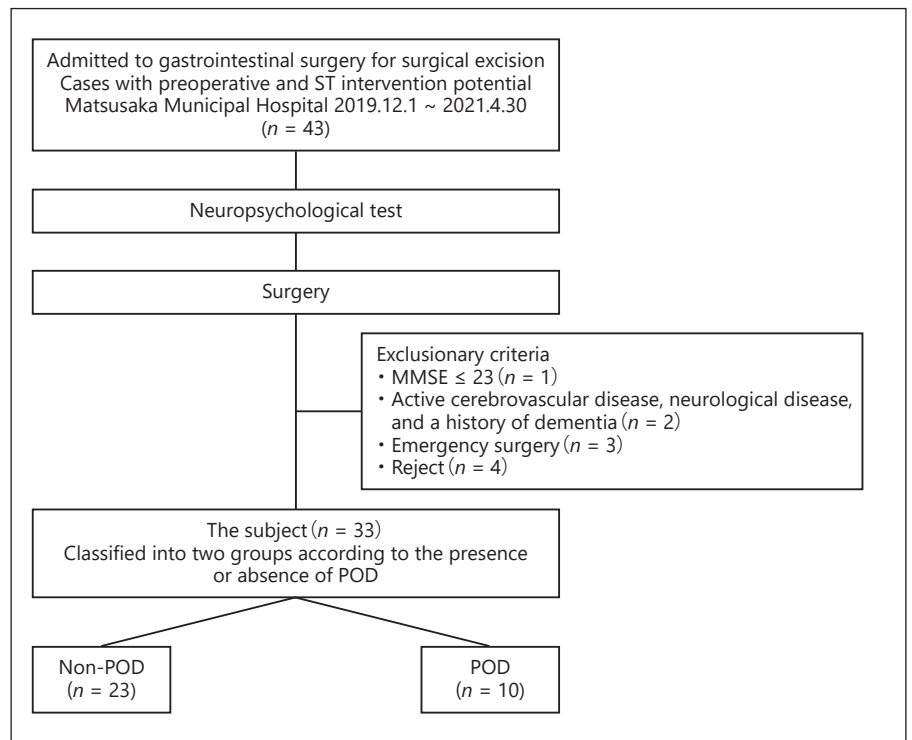 Admitted to gastrointestinal surgery for surgical excision
Cases with preoperative and ST intervention potential
Matsusaka Municipal Hospital 2019.12.1 ~ 2021.4.30
(n = 43)
Neuropsychological test
Surgery
Exclusionary criteria
・MMSE ≤ 23 (n = 1)
・Active cerebrovascular disease, neurological disease,
and a history of dementia (n = 2)
・Emergency surgery (n = 3)
・Reject (n = 4)
The subject (n = 33)
Classified into two groups according to the presence
or absence of POD
Non-POD
(n = 23)
POD
(n = 10)